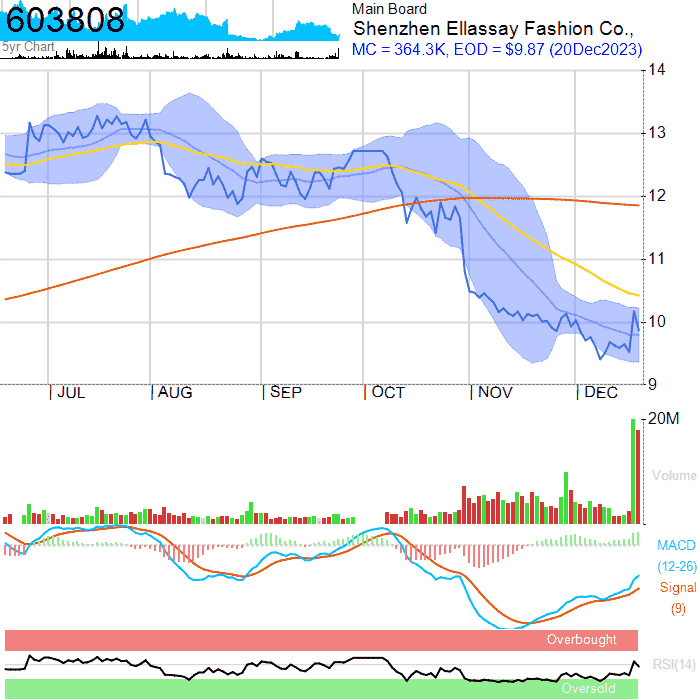 603808
5yr Chart
Main Board
Shenzhen Ellassay Fashion Co.,
MC = 364.3K, EOD = $9.87 (20Dec2023)
14
13
12
11
10
9
JUL AUG SEP OCT NOV DEC
20M
Volume
MACD
(12-26)
Signal
(9)
Overbought
RSI(14)
Oversold